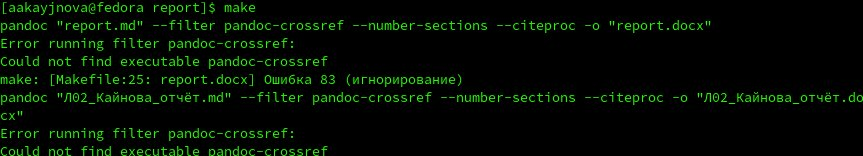 [aakayjnova@fedora report]$ make
pandoc "report.md" --filter pandoc-crossref --number-sections --citeproc -o "report.docx"
Error running filter pandoc-crossref:
Could not find executable pandoc-crossref
make: [Makefile:25: report.docx] Ошибка 83 (игнорирование)
pandoc "Л02_Кайнова_отчёт.md" --filter pandoc-crossref --number-sections --citeproc -o "Л02_Кайнова_отчёт.do
cx"
Error running filter pandoc-crossref:
Could not find executable pandoc-crossref